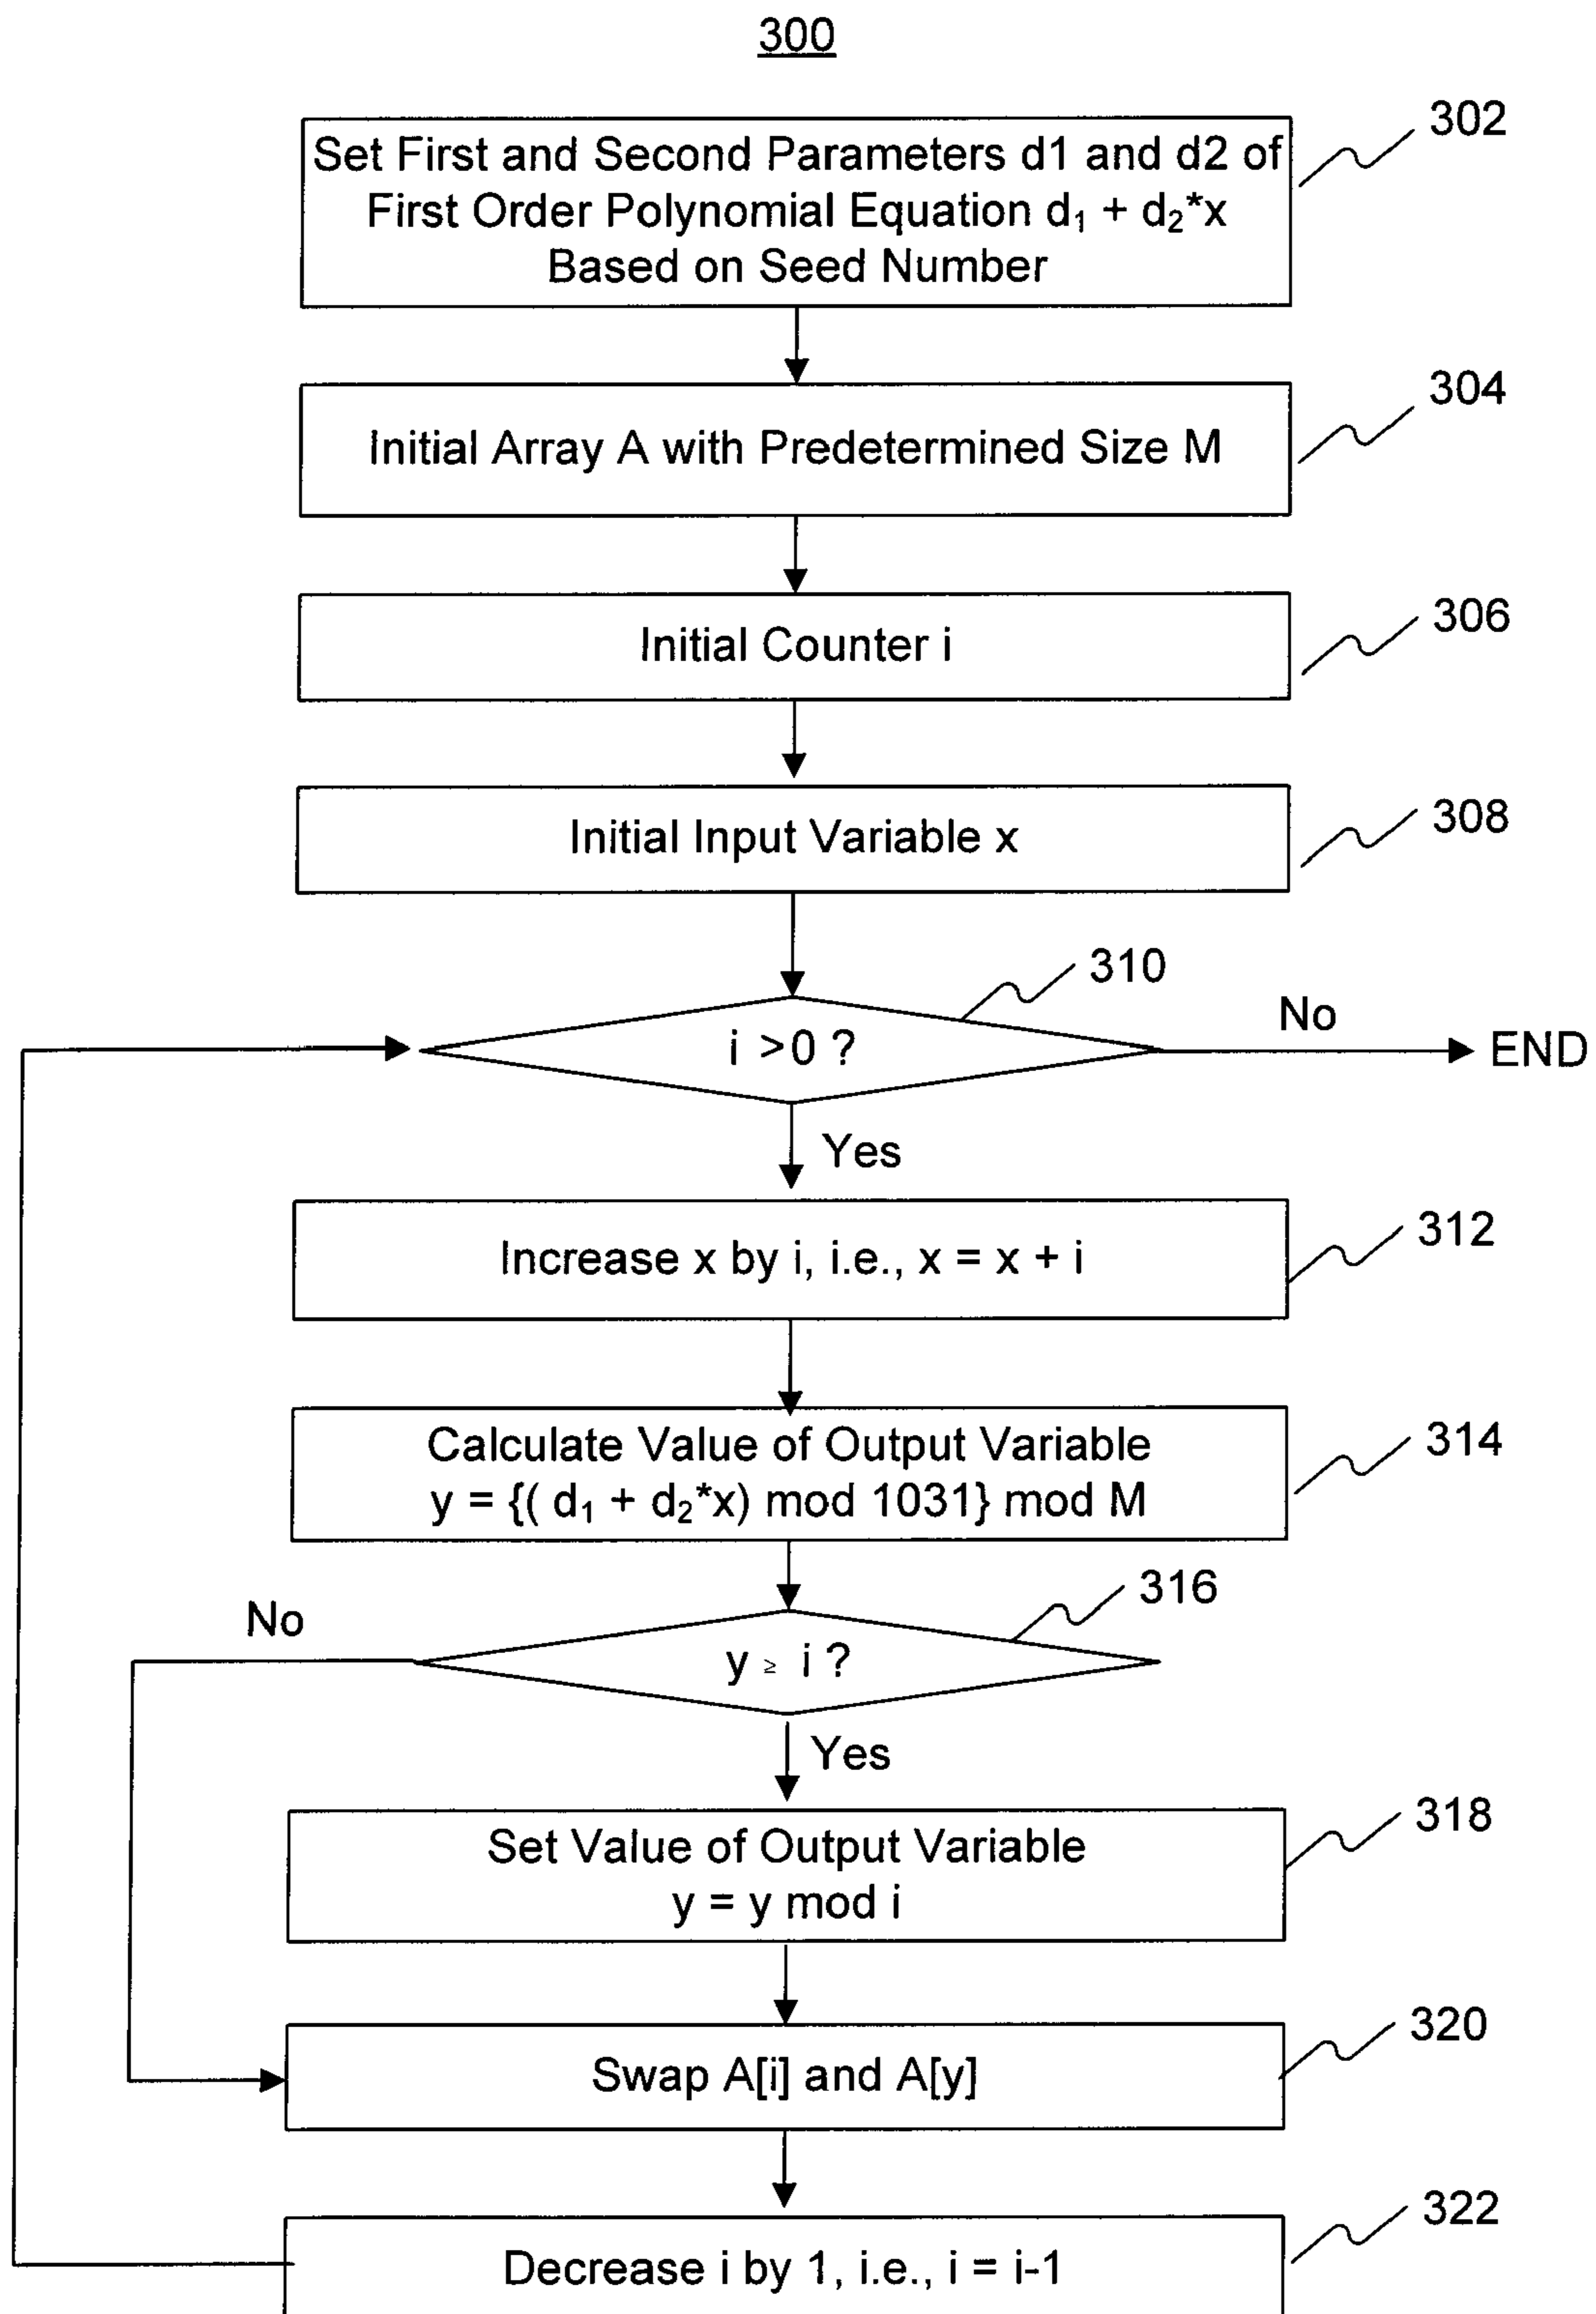 300
302
Set First and Second Parameters d1 and d2 of
First Order Polynomial Equation d₁ + d₂*x
Based on Seed Number
304
Initial Array A with Predetermined Size M
306
Initial Counter i
308
Initial Input Variable x
310
i >0 ?
No
END
Yes
312
Increase x by i, i.e., x = x + i
314
Calculate Value of Output Variable
y = {( d₁ + d₂*x) mod 1031} mod M
316
No
y ≥ i ?
Yes
318
Set Value of Output Variable
y = y mod i
320
Swap A[i] and A[y]
322
Decrease i by 1, i.e., i = i-1